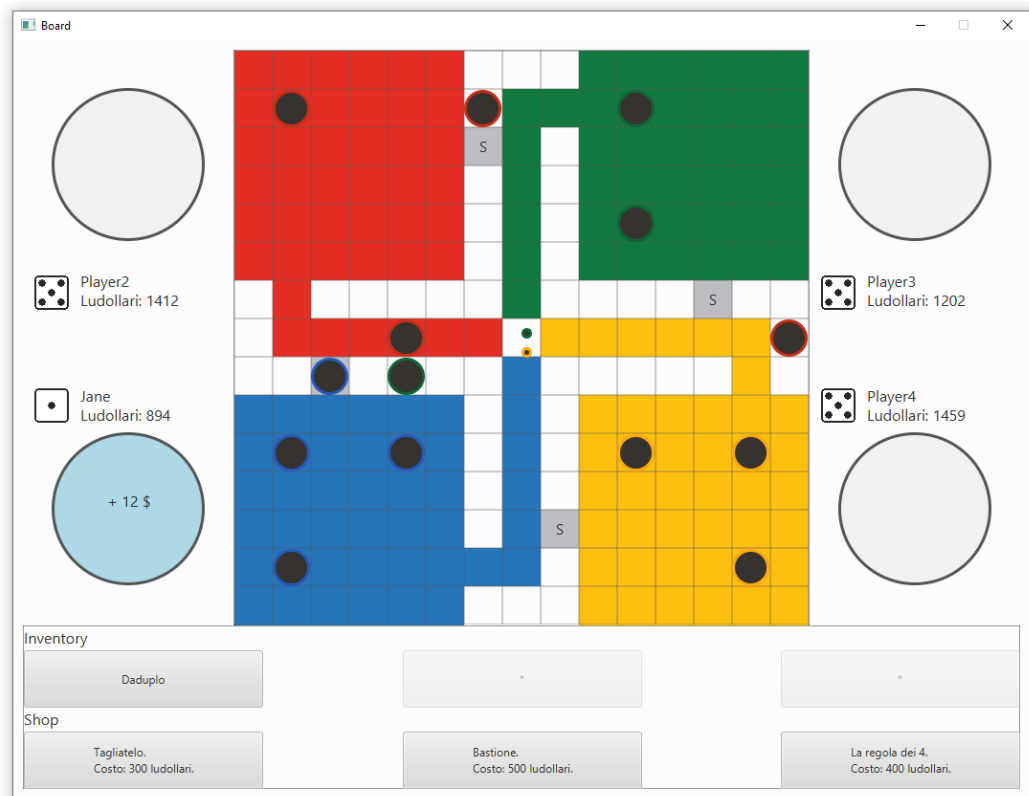 Board
S
Player2
Ludollari: 1412
Player3
Ludollari: 1202
S
Jane
Ludollari: 894
Player4
Ludollari: 1459
+ 12 $
S
Inventory
Daduplo
Shop
Tagliatelo.
Costo: 300 ludollari.
Bastione.
Costo: 500 ludollari.
La regola dei 4.
Costo: 400 ludollari.